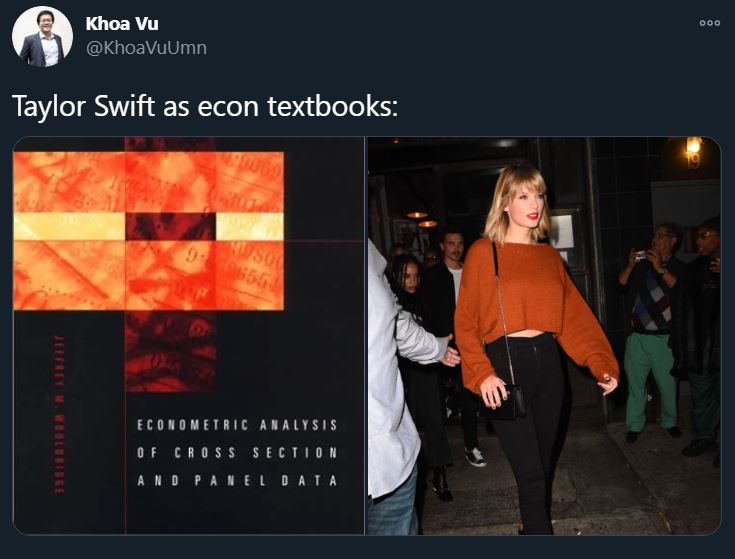 Khoa Vu
@KhoaVuUmn
Taylor Swift as econ textbooks:
JEFFREY M. WOOLDRIDGE
ECONOMETRIC ANALYSIS
OF CROSS SECTION
AND PANEL DATA
19